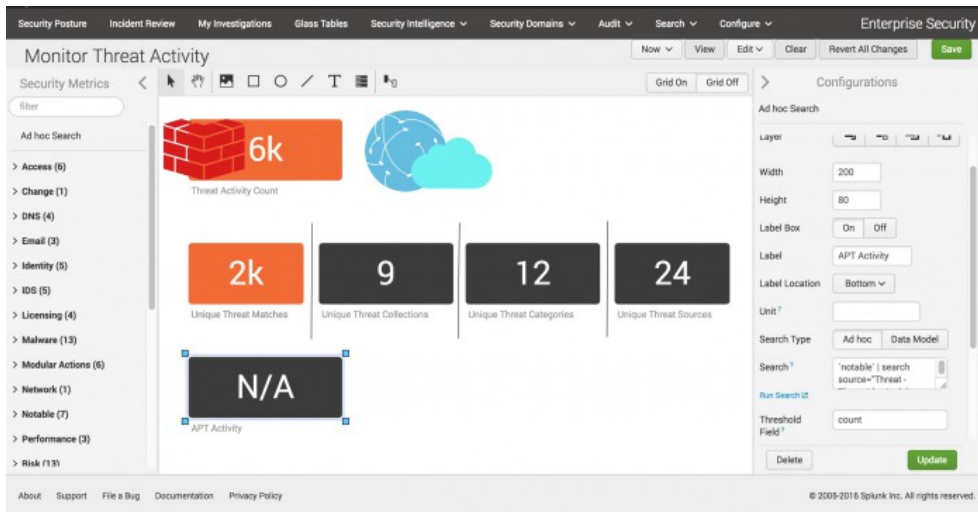 Security Posture Incident Review My Investigations Glass Tables Security Intelligence Security Domains Audit Search Configure Enterprise Security
Monitor Threat Activity
Now View Edit Clear Revert All Changes Save
Security Metrics
T
Grid On Grid Off
Configurations
filter
Ad hoc Search
Access (6)
Change (1)
DNS (4)
Email (3)
Identity (5)
IDS (5)
Licensing (4)
Malware (13)
Modular Actions (6)
Network (1)
Notable (7)
Performance (3)
Risk (13)
6k
Threat Activity Count
2k
Unique Threat Matches
9
Unique Threat Collections
12
Unique Threat Categories
24
Unique Threat Sources
N/A
APT Activity
Ad hoc Search
Layer
Width 200
Height 80
Label Box On Off
Label APT Activity
Label Location Bottom
Unit ?
Search Type Ad hoc Data Model
Search ? `notable` | search
source="Threat -
Run Search
Threshold
Field ? count
Delete Update
About Support File a Bug Documentation Privacy Policy © 2005-2016 Splunk Inc. All rights reserved.